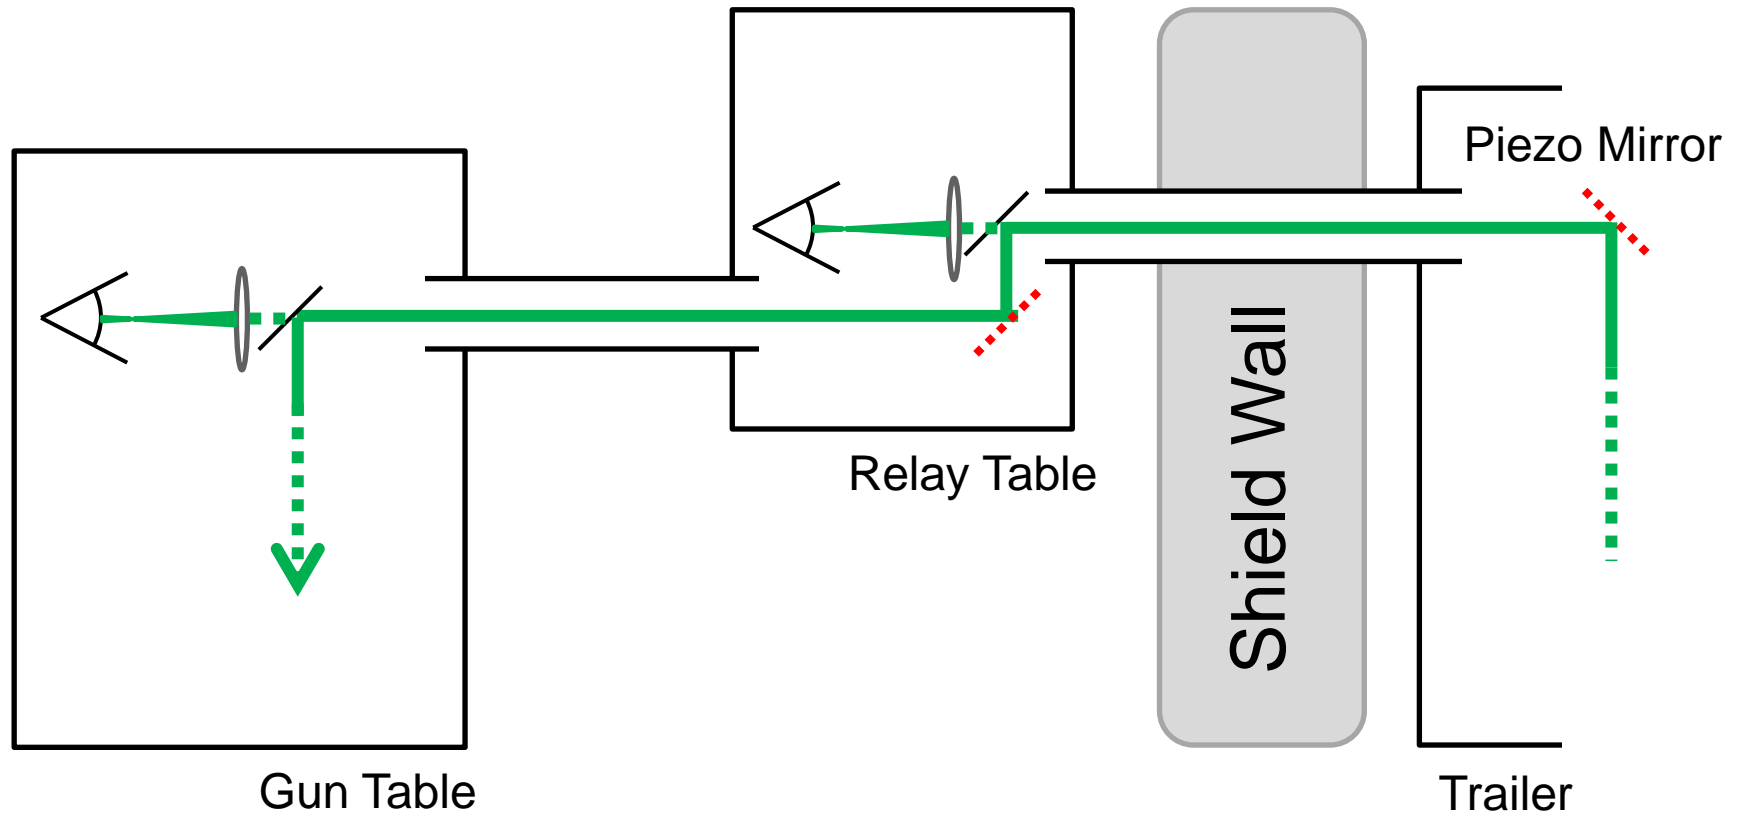 Piezo Mirror
Relay Table
Shield Wall
Gun Table
Trailer